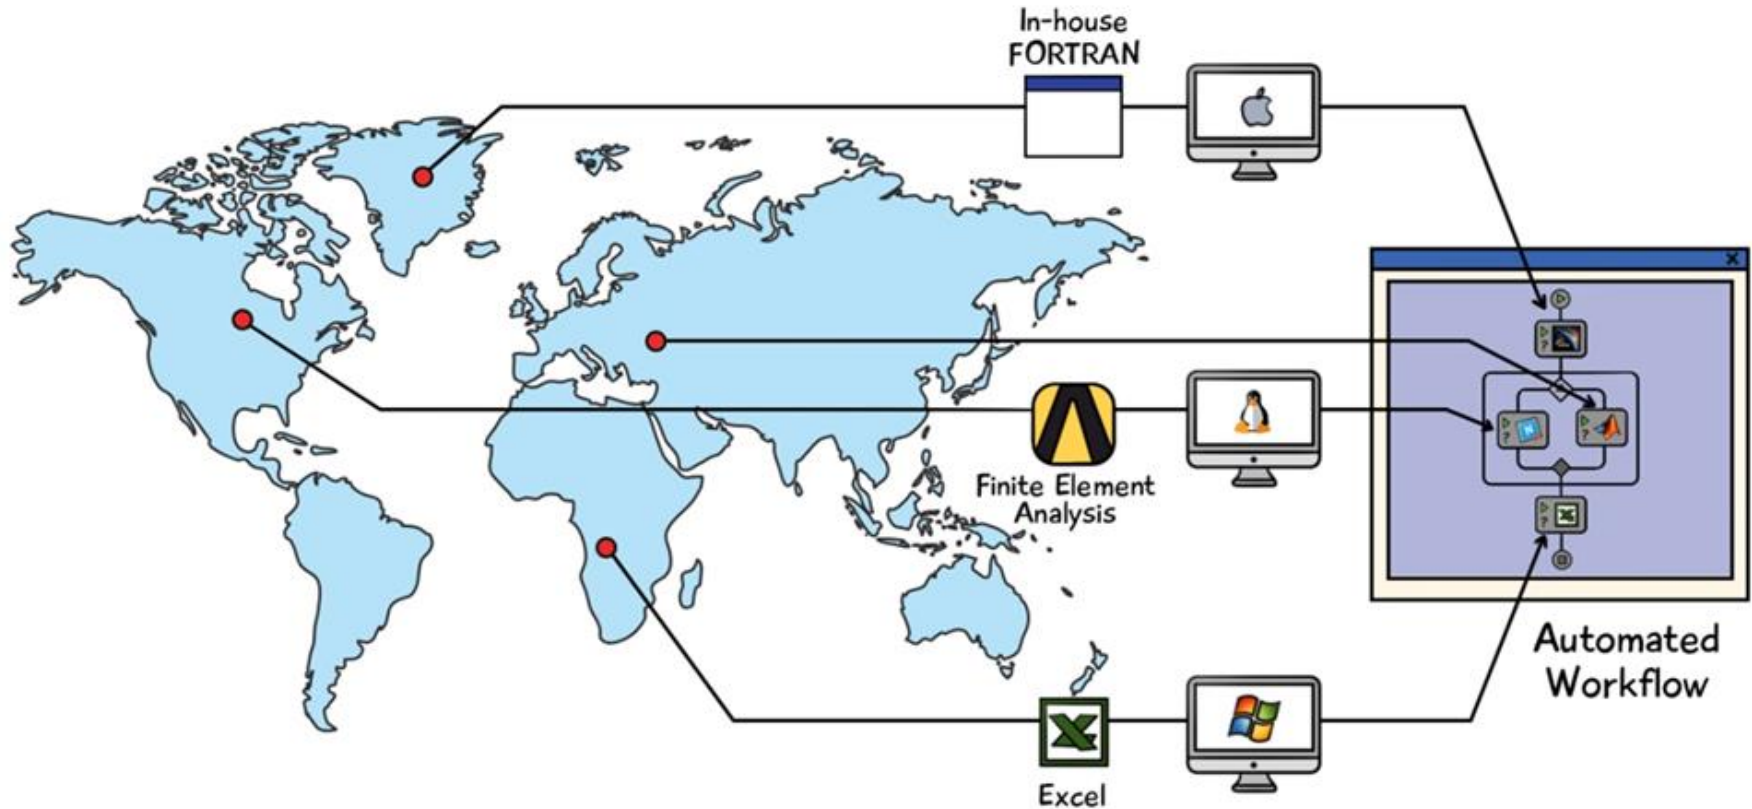 In-house
FORTRAN
Finite Element
Analysis
Excel
Automated
Workflow